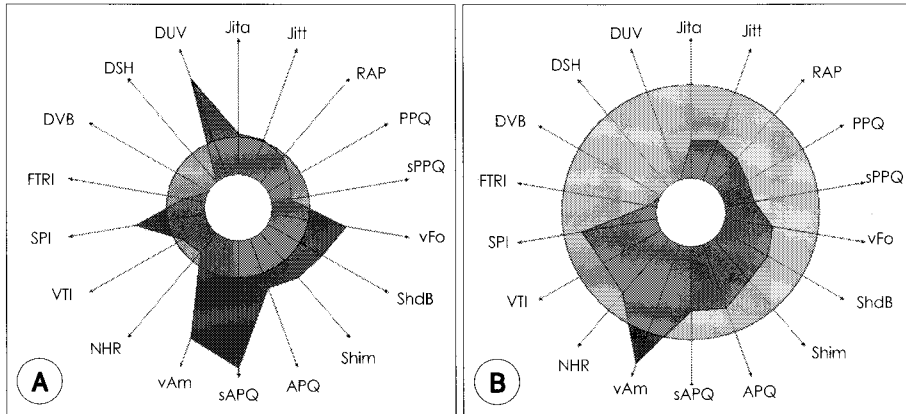 Jita
Jitt
RAP
PPQ
sPPQ
vFo
ShdB
Shim
APQ
sAPQ
vAm
NHR
VTI
SPI
FTRI
DVB
DSH
DUV
A
Jita
Jitt
RAP
PPQ
sPPQ
vFo
ShdB
Shim
APQ
sAPQ
vAm
NHR
VTI
SPI
FTRI
DVB
DSH
DUV
B